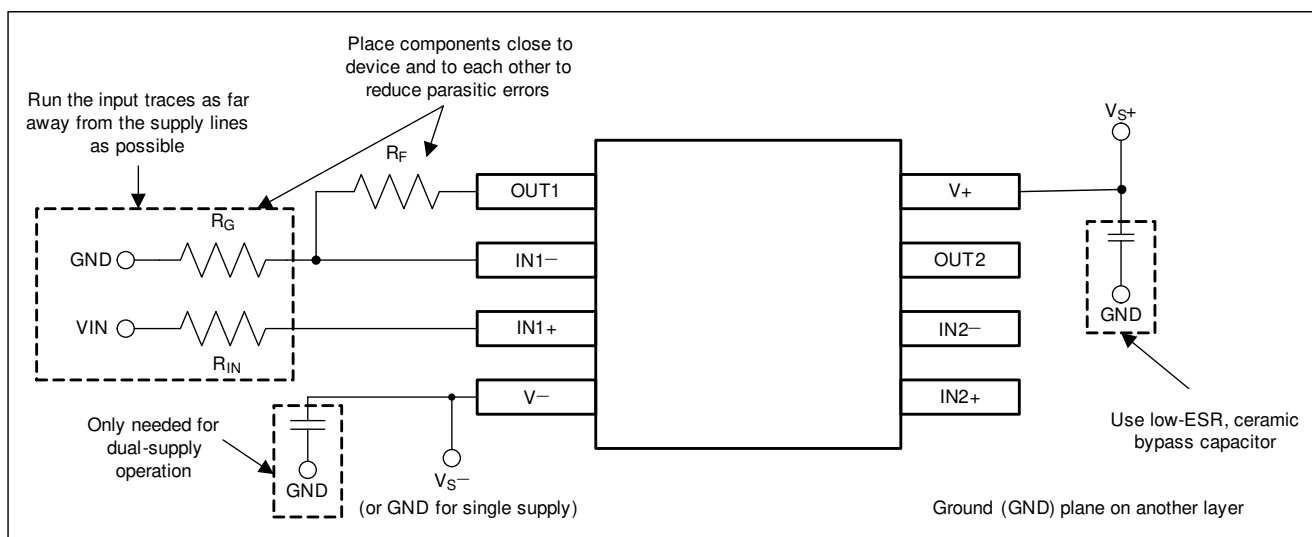 Place components close to
device and to each other to
reduce parasitic errors
Run the input traces as far
away from the supply lines
as possible
VS+
RF
OUT1
V+
RG
GND
IN1−
OUT2
VIN
IN1+
IN2−
GND
RIN
V−
IN2+
Only needed for
dual-supply
operation
Use low-ESR, ceramic
bypass capacitor
GND
VS−
(or GND for single supply)
Ground (GND) plane on another layer